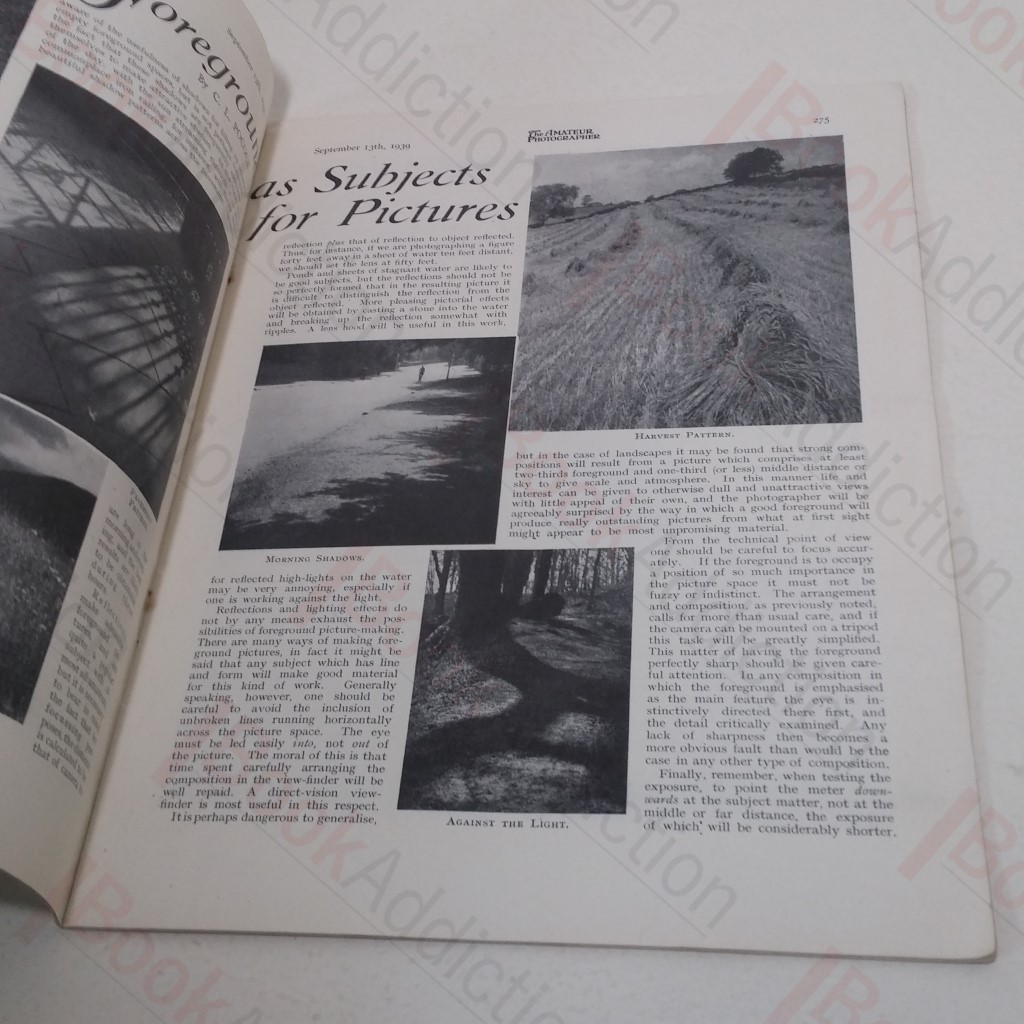 Foregroun
By C. L.
September 13th, 1939
The AMATEUR
PHOTOGRAPHER
275
as Subjects
for Pictures
reflection plus that of reflection to object reflected.
Thus, for instance, if we are photographing a figure
forty feet away in a sheet of water ten feet distant,
we should set the lens at fifty feet.
Ponds and sheets of stagnant water are likely to
be good subjects, but the reflections should not be
so perfectly formed that in the resulting picture it
is difficult to distinguish the reflection from the
object reflected. More pleasing pictorial effects
will be obtained by casting a stone into the water
and breaking up the reflection somewhat with
ripples. A lens hood will be useful in this work,
Morning Shadows.
for reflected high-lights on the water
may be very annoying, especially if
one is working against the light.
Reflections and lighting effects do
not by any means exhaust the pos-
sibilities of foreground picture-making.
There are many ways of making fore-
ground pictures, in fact it might be
said that any subject which has line
and form will make good material
for this kind of work. Generally
speaking, however, one should be
careful to avoid the inclusion of
unbroken lines running horizontally
across the picture space. The eye
must be led easily into, not out of
the picture. The moral of this is that
time spent carefully arranging the
composition in the view-finder will be
well repaid. A direct-vision view-
finder is most useful in this respect.
It is perhaps dangerous to generalise,
Harvest Pattern.
but in the case of landscapes it may be found that strong com-
positions will result from a picture which comprises at least
two-thirds foreground and one-third (or less) middle distance or
sky to give scale and atmosphere. In this manner life and
interest can be given to otherwise dull and unattractive views
with little appeal of their own, and the photographer will be
agreeably surprised by the way in which a good foreground will
produce really outstanding pictures from what at first sight
might appear to be most unpromising material.
Against the Light.
From the technical point of view
one should be careful to focus accur-
ately. If the foreground is to occupy
a position of so much importance in
the picture space it must not be
fuzzy or indistinct. The arrangement
and composition, as previously noted,
calls for more than usual care, and if
the camera can be mounted on a tripod
this task will be greatly simplified.
This matter of having the foreground
perfectly sharp should be given care-
ful attention. In any composition in
which the foreground is emphasised
as the main feature the eye is in-
stinctively directed there first, and
the detail critically examined. Any
lack of sharpness then becomes a
more obvious fault than would be the
case in any other type of composition.
Finally, remember, when testing the
exposure, to point the meter down-
wards at the subject matter, not at the
middle or far distance, the exposure
of which will be considerably shorter.
BookAddiction